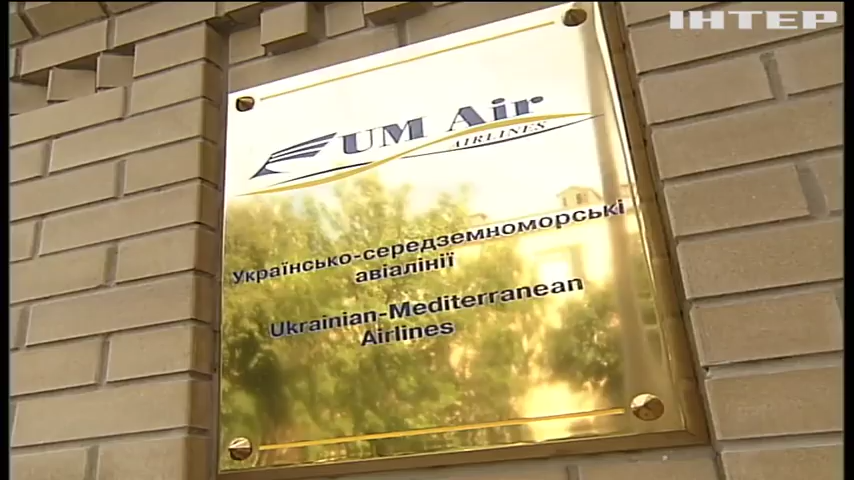 ІНТЕР
UM Air
AIRLINES
Українсько-середземноморські
авіалінії
Ukrainian-Mediterranean
Airlines